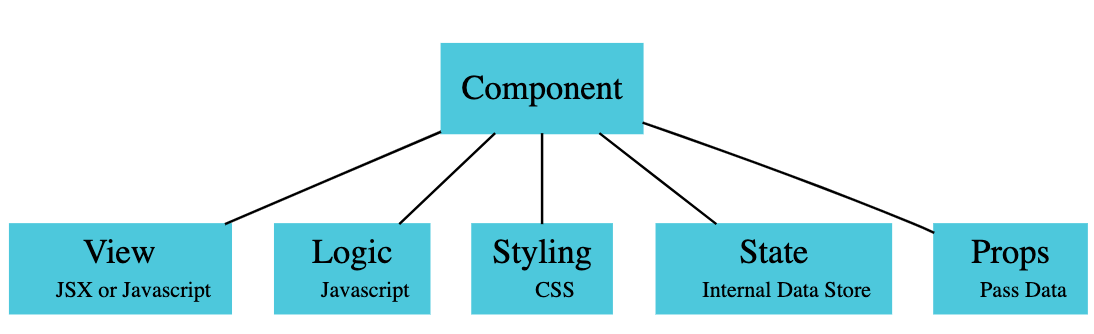 Component
View
JSX or Javascript
Logic
Javascript
Styling
CSS
State
Internal Data Store
Props
Pass Data